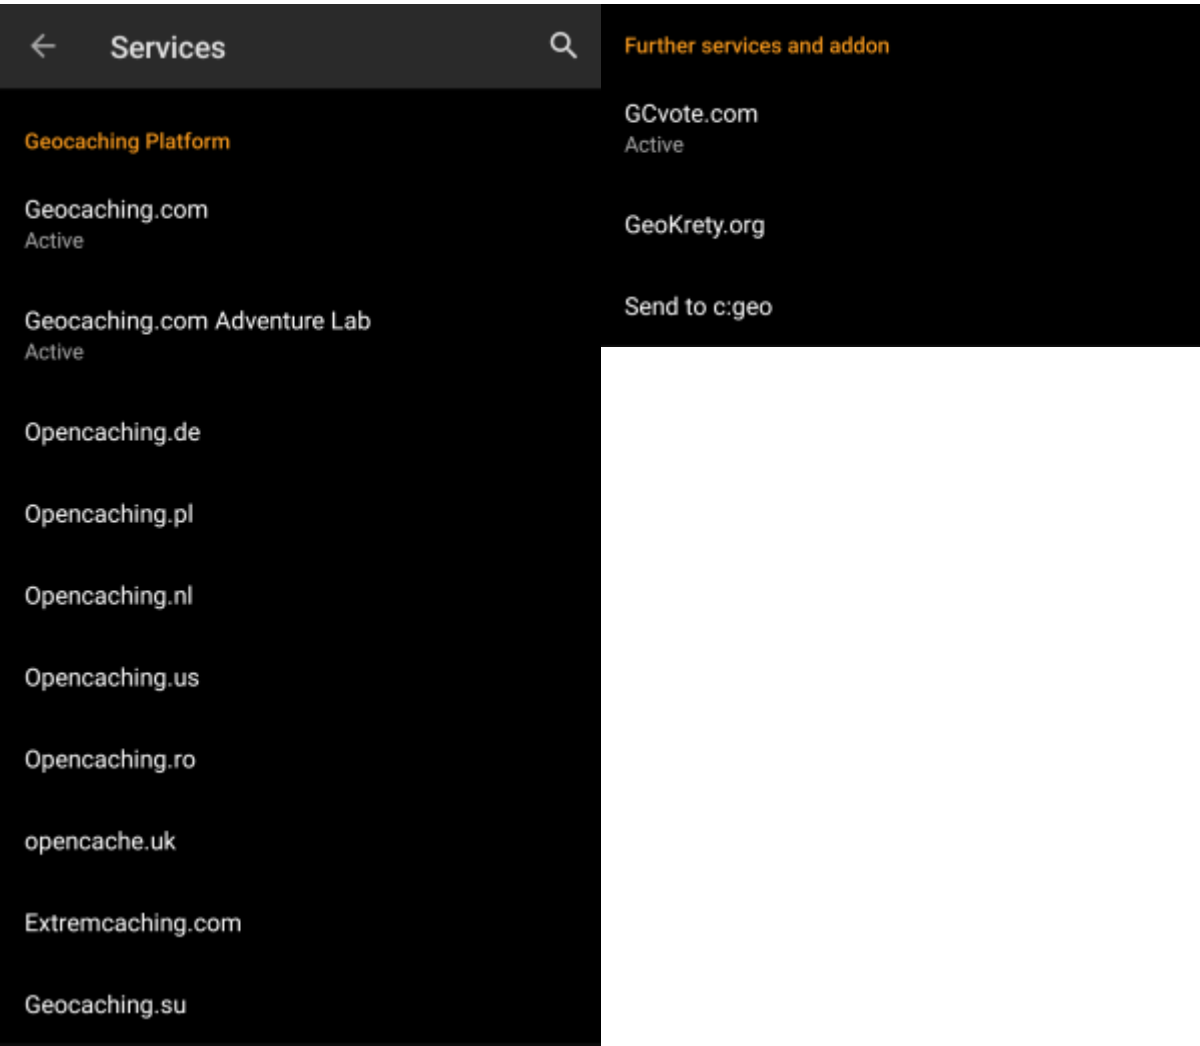 Services
Geocaching Platform
Geocaching.com
Active
Geocaching.com Adventure Lab
Active
Opencaching.de
Opencaching.pl
Opencaching.nl
Opencaching.us
Opencaching.ro
opencache.uk
Extremcaching.com
Geocaching.su
Further services and addon
GCvote.com
Active
GeoKrety.org
Send to c:geo